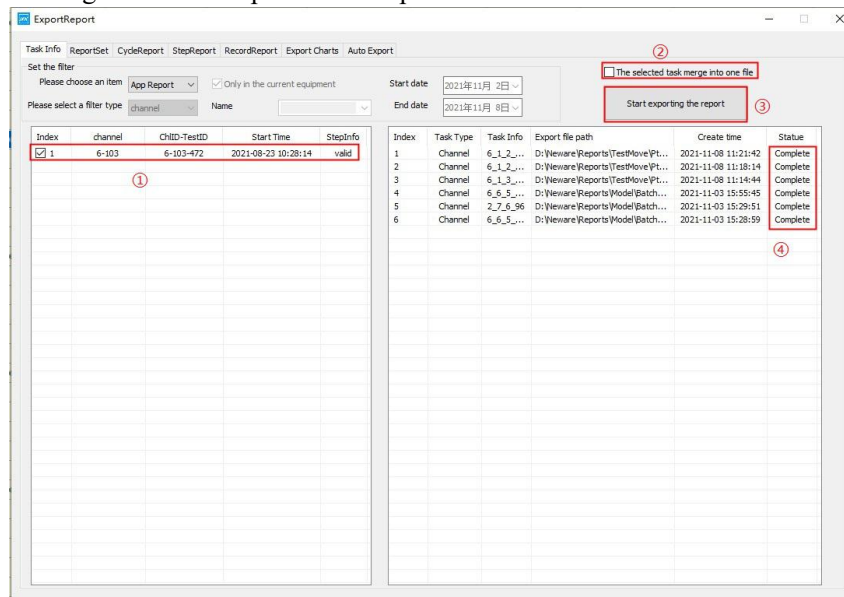 ExportReport
Task Info ReportSet CycleReport StepReport RecordReport Export Charts Auto Export
②
Set the filter
Please choose an item App Report Only in the current equipment Start date 2021年11月 2日
The selected task merge into one file
Please select a filter type channel Name End date 2021年11月 8日
Start exporting the report ③
Index channel ChlID-TestID Start Time StepInfo
1 6-103 6-103-472 2021-08-23 10:28:14 valid
①
Index Task Type Task Info Export file path Create time Statue
1 Channel 6_1_2_... D:\Neware\Reports\TestMove\Pt... 2021-11-08 11:21:42 Complete
2 Channel 6_1_2_... D:\Neware\Reports\TestMove\Pt... 2021-11-08 11:18:14 Complete
3 Channel 6_1_3_... D:\Neware\Reports\TestMove\Pt... 2021-11-08 11:14:44 Complete
4 Channel 6_6_5_... D:\Neware\Reports\Model\Batch... 2021-11-03 15:55:45 Complete
5 Channel 2_7_6_96 D:\Neware\Reports\Model\Batch... 2021-11-03 15:29:51 Complete
6 Channel 6_6_5_... D:\Neware\Reports\Model\Batch... 2021-11-03 15:28:59 Complete
④